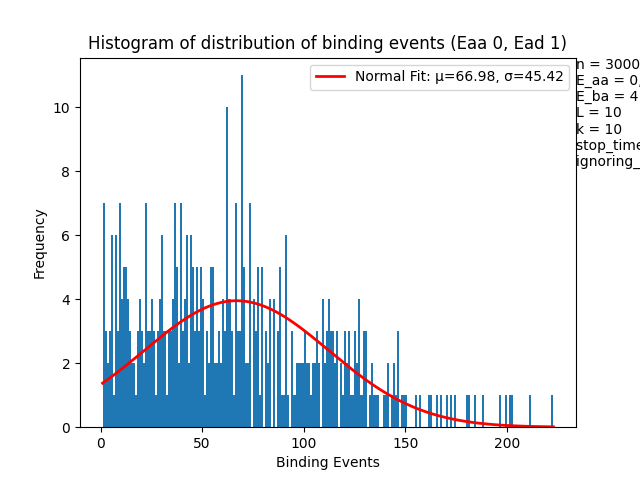 Histogram of distribution of binding events (Eaa 0, Ead 1)
Normal Fit: μ=66.98, σ=45.42
n = 3000
E_aa = 0,
E_ba = 4
L = 10
k = 10
stop_time
ignoring_
Frequency
10
8
6
4
2
0
0 50 100 150 200
Binding Events